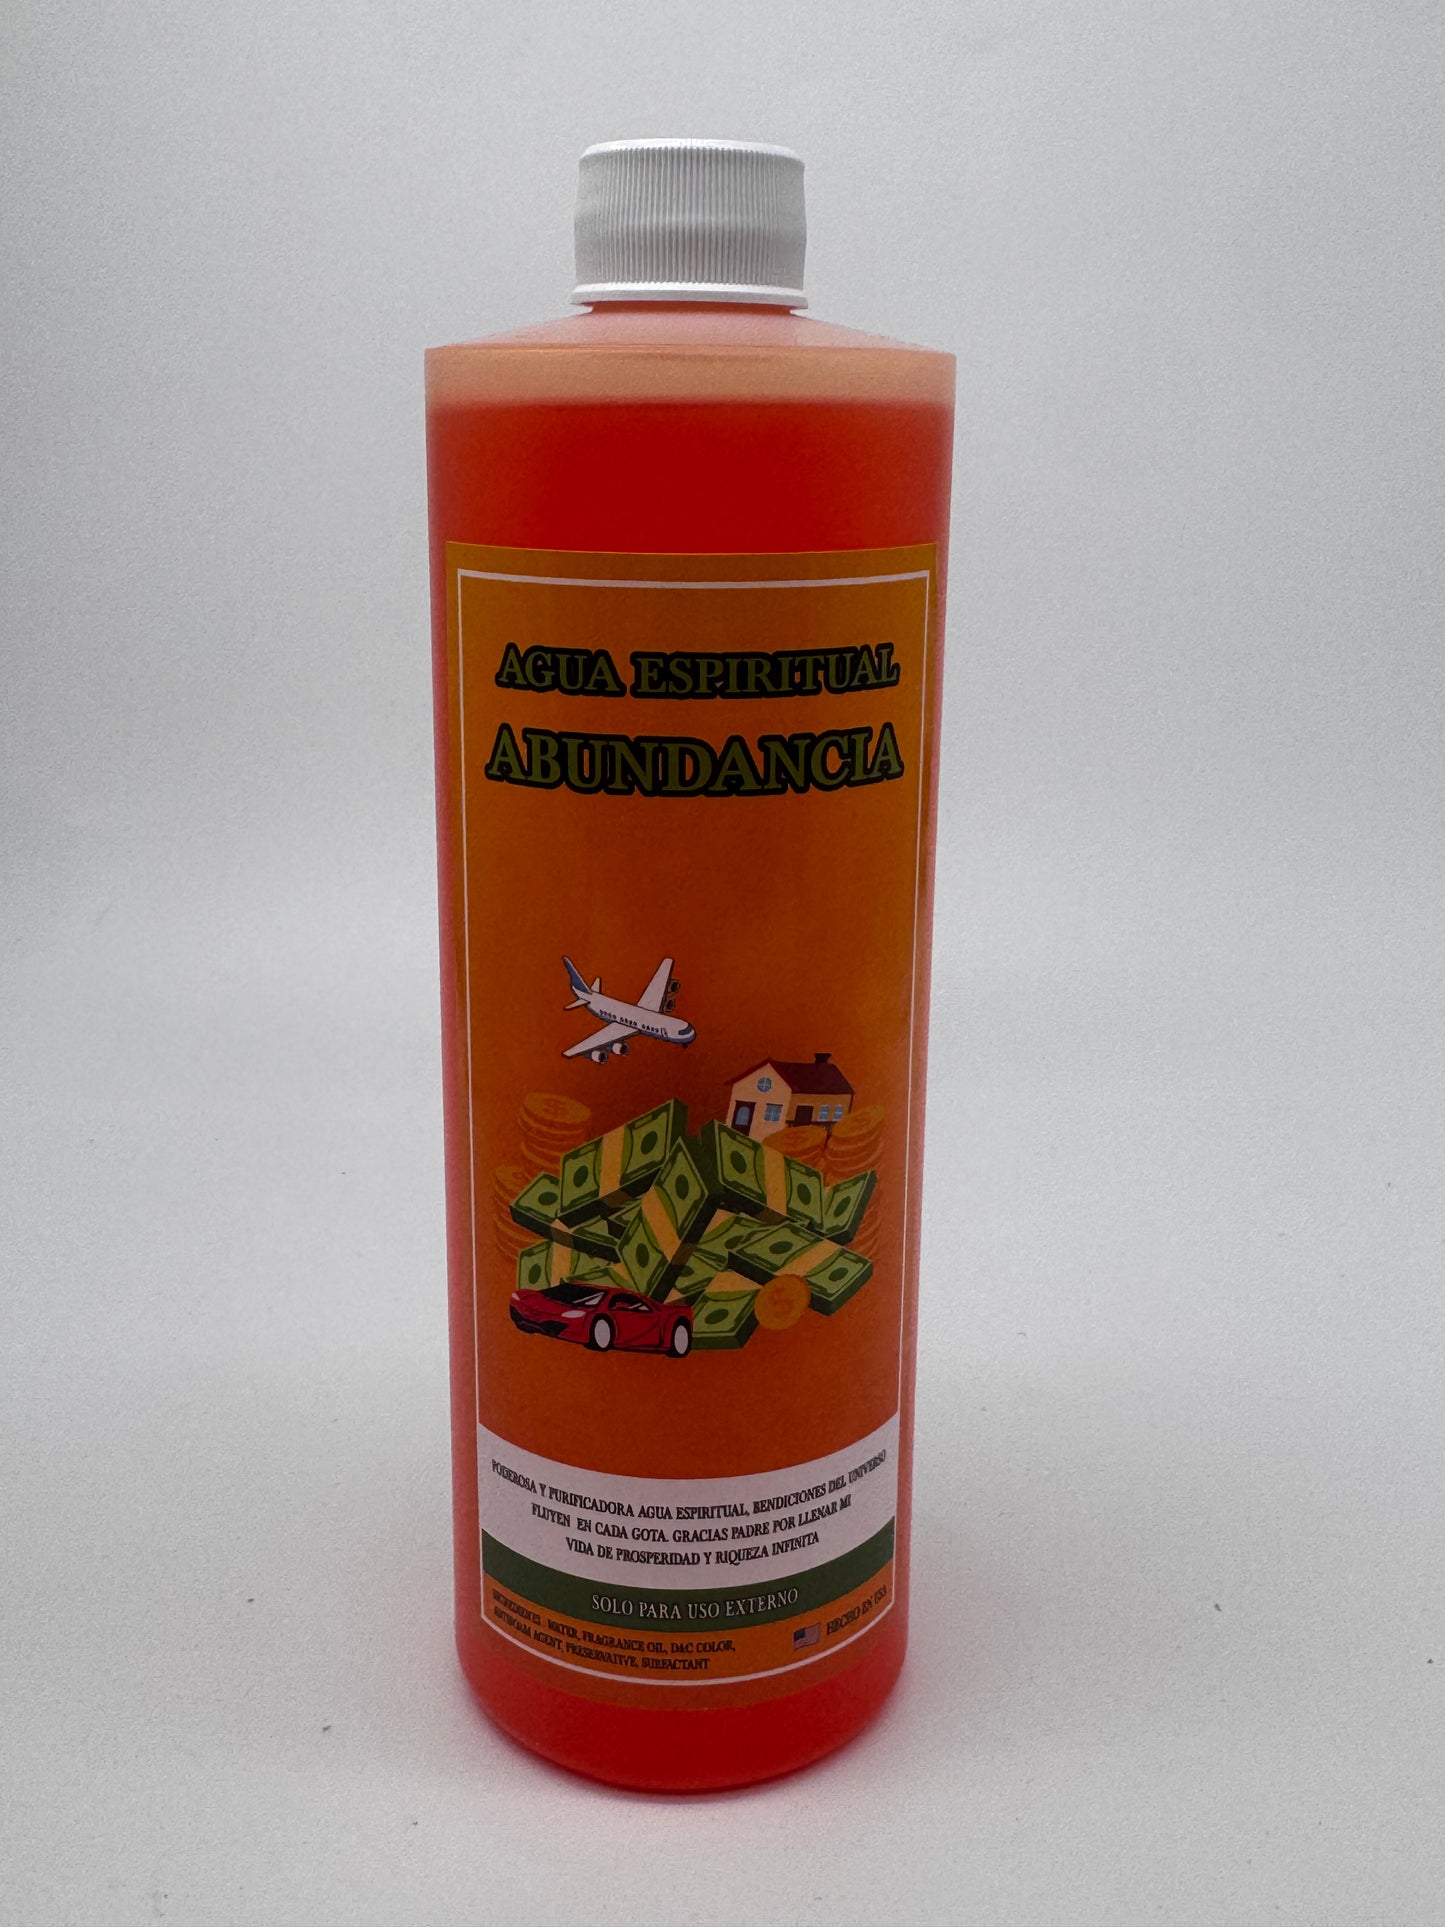 AGUA ESPIRITUAL
ABUNDANCIA
$
PODEROSA Y PURIFICADORA AGUA ESPIRITUAL, BENDICIONES DEL UNIVERSO
FLUYEN EN CADA GOTA. GRACIAS PADRE POR LLENAR MI
VIDA DE PROSPERIDAD Y RIQUEZA INFINITA
SOLO PARA USO EXTERNO
INGREDIENTES: WATER, FRAGRANCE OIL, D&C COLOR,
ANTIFOAM AGENT, PRESERVATIVE, SURFACTANT
HECHO EN USA